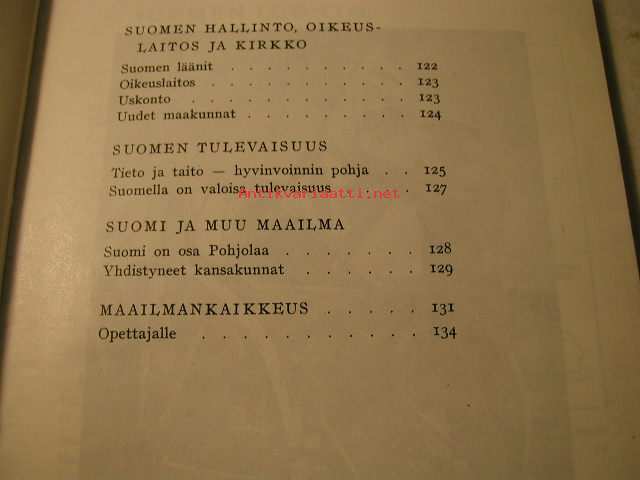 SUOMEN HALLINTO, OIKEUS-
LAITOS JA KIRKKO
Suomen läänit . . . . . . . . . . 122
Oikeuslaitos . . . . . . . . . . . 123
Uskonto . . . . . . . . . . . . 123
Uudet maakunnat . . . . . . . . . 124
SUOMEN TULEVAISUUS
Tieto ja taito — hyvinvoinnin pohja . . 125
Suomella on valoisa tulevaisuus . . . 127
Antikvariaatti.net
SUOMI JA MUU MAAILMA
Suomi on osa Pohjolaa . . . . . . . 128
Yhdistyneet kansakunnat . . . . . . 129
MAAILMANKAIKKEUS . . . . . 131
Opettajalle . . . . . . . . . . . 134